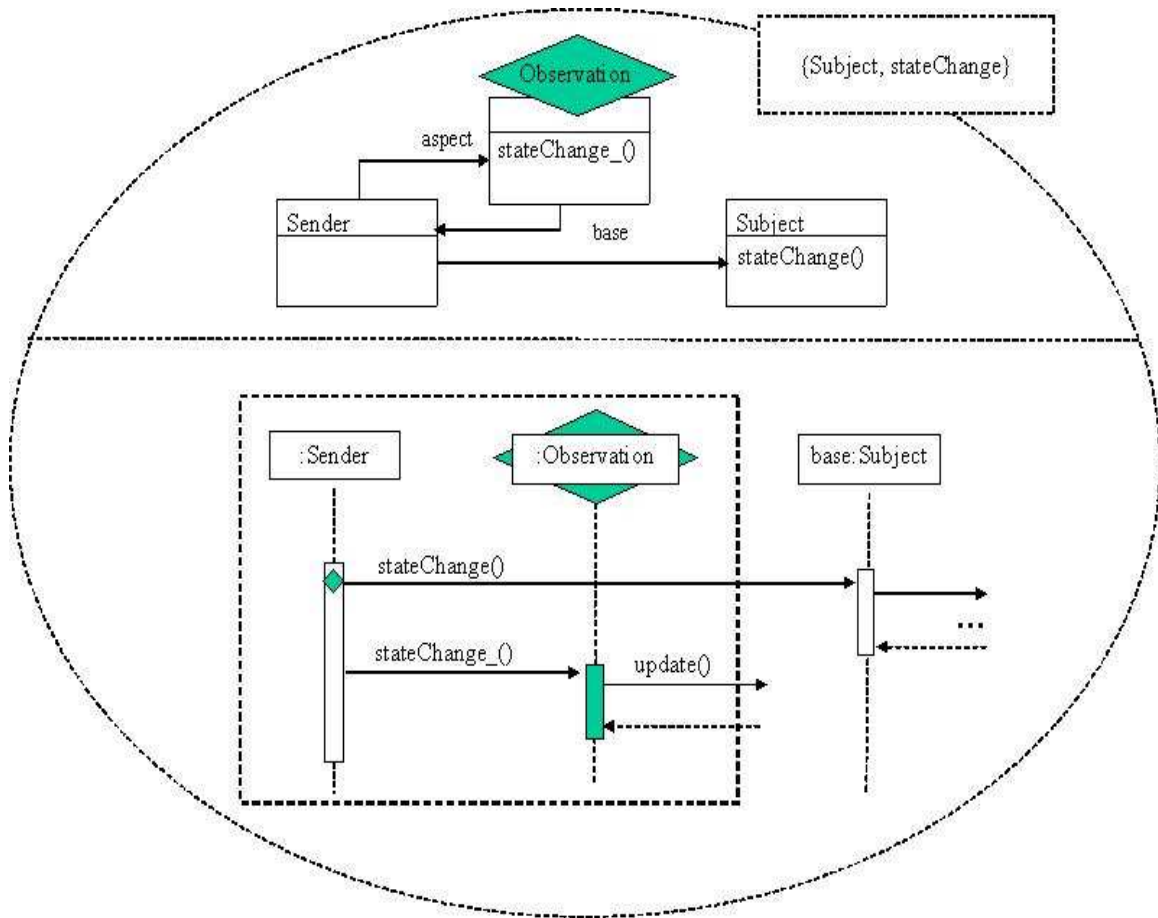 {Subject, stateChange}
Observation
aspect
stateChange_()
Sender
base
Subject
stateChange()
:Sender
:Observation
base:Subject
stateChange()
...
stateChange_()
update()